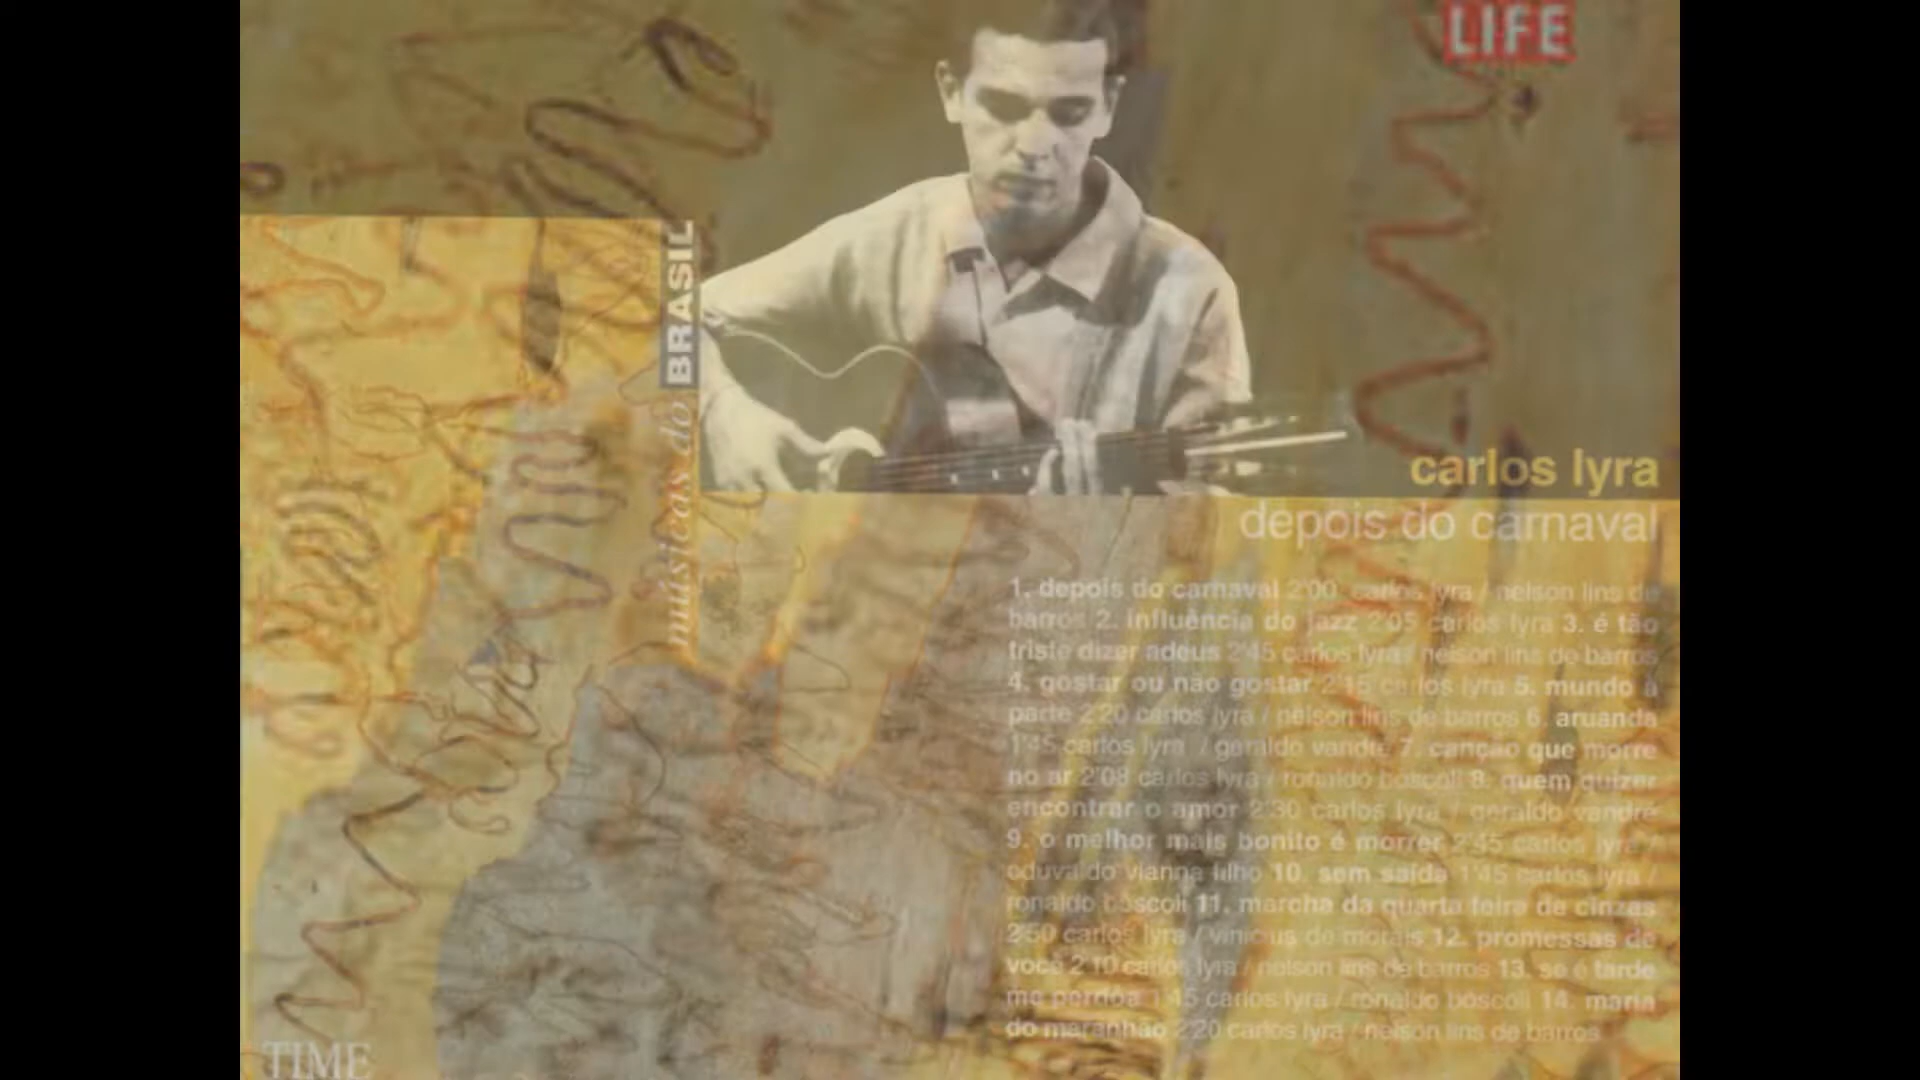 LIFE
músicas do BRASIL
carlos lyra
depois do carnaval
1. depois do carnaval 2'00 carlos lyra / nelson lins de
barros 2. influência do jazz 2'05 carlos lyra 3. é tão
triste dizer adeus 2'45 carlos lyra / nelson lins de barros
4. gostar ou não gostar 2'15 carlos lyra 5. mundo à
parte 2'20 carlos lyra / nelson lins de barros 6. aruanda
1'45 carlos lyra / geraldo vandré 7. canção que morre
no ar 2'08 carlos lyra / ronaldo bôscoli 8. quem quizer
encontrar o amor 2'30 carlos lyra / geraldo vandré
9. o melhor mais bonito é morrer 2'45 carlos lyra /
oduvaldo vianna filho 10. sem saída 1'45 carlos lyra /
ronaldo bôscoli 11. marcha da quarta feira de cinzas
2'50 carlos lyra / vinicius de morais 12. promessas de
você 2'10 carlos lyra / nelson lins de barros 13. se é tarde
me perdoa 1'45 carlos lyra / ronaldo bôscoli 14. maria
do maranhão 2'20 carlos lyra / nelson lins de barros
TIME